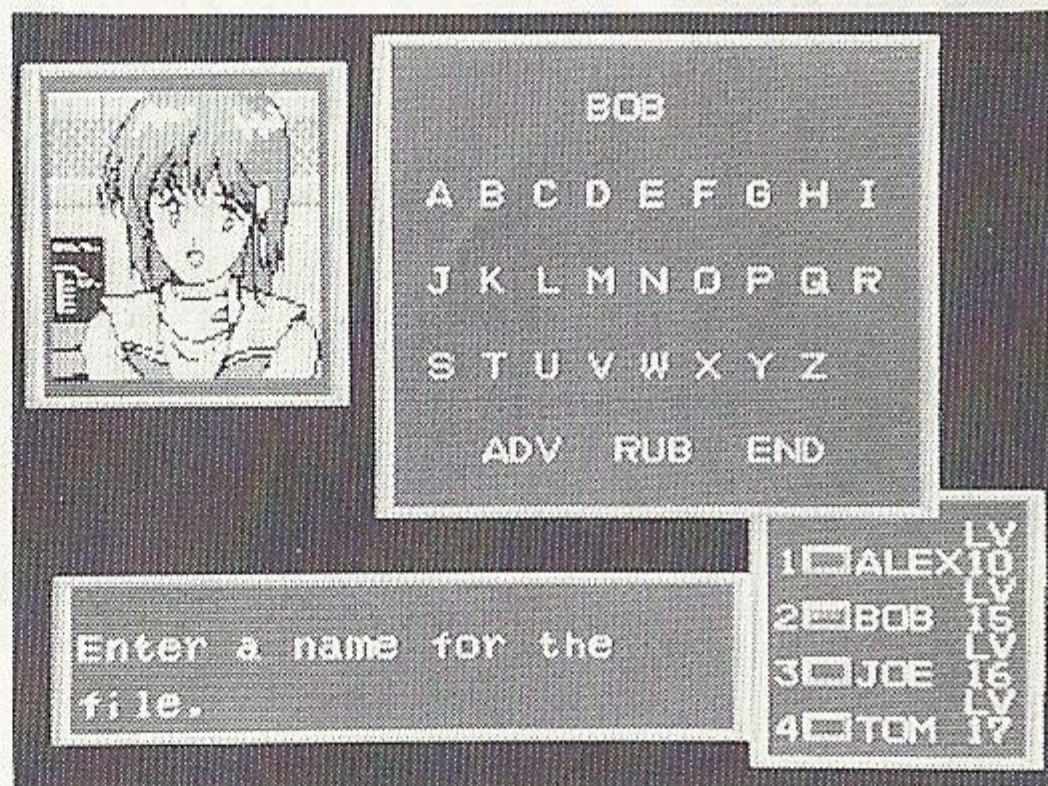 BOB
A B C D E F G H I
J K L M N O P Q R
S T U V W X Y Z
ADV RUB END
LV
1 ALEX 10
LV
2 BOB 15
LV
3 JOE 16
LV
4 TOM 17
Enter a name for the
file.